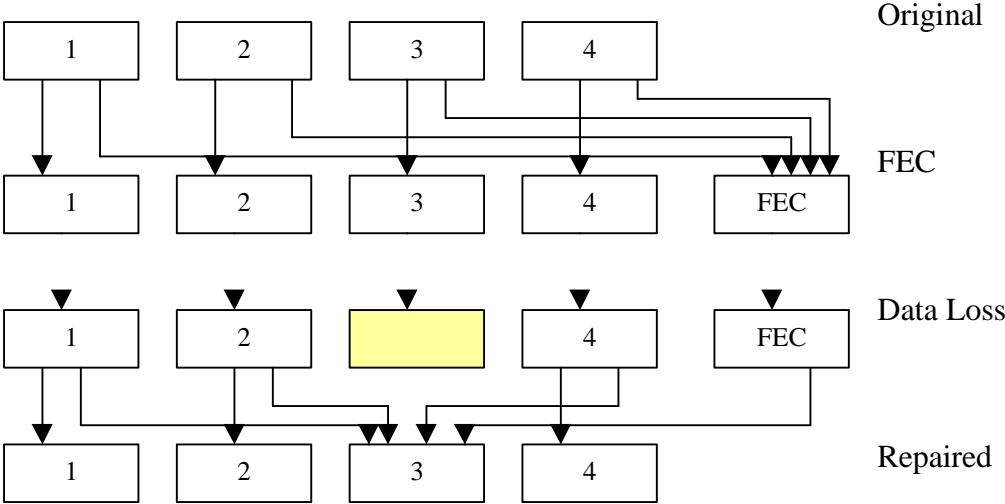 Original
1 2 3 4
FEC
1 2 3 4 FEC
Data Loss
1 2 4 FEC
Repaired
1 2 3 4